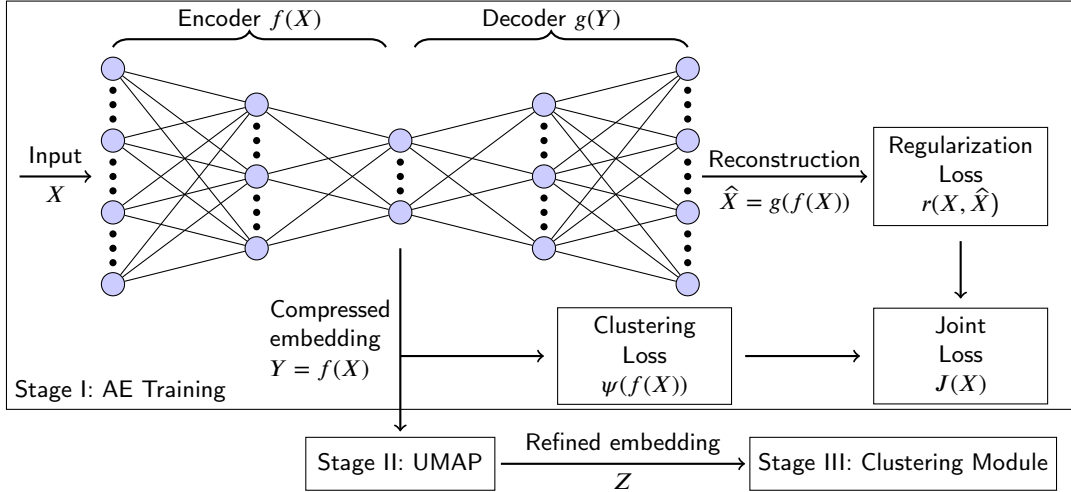 Encoder f(X)
Decoder g(Y)
Input
X
Reconstruction
X̂ = g(f(X))
Regularization
Loss
r(X, X̂)
Compressed
embedding
Y = f(X)
Clustering
Loss
ψ(f(X))
Joint
Loss
J(X)
Stage I: AE Training
Stage II: UMAP
Refined embedding
Z
Stage III: Clustering Module